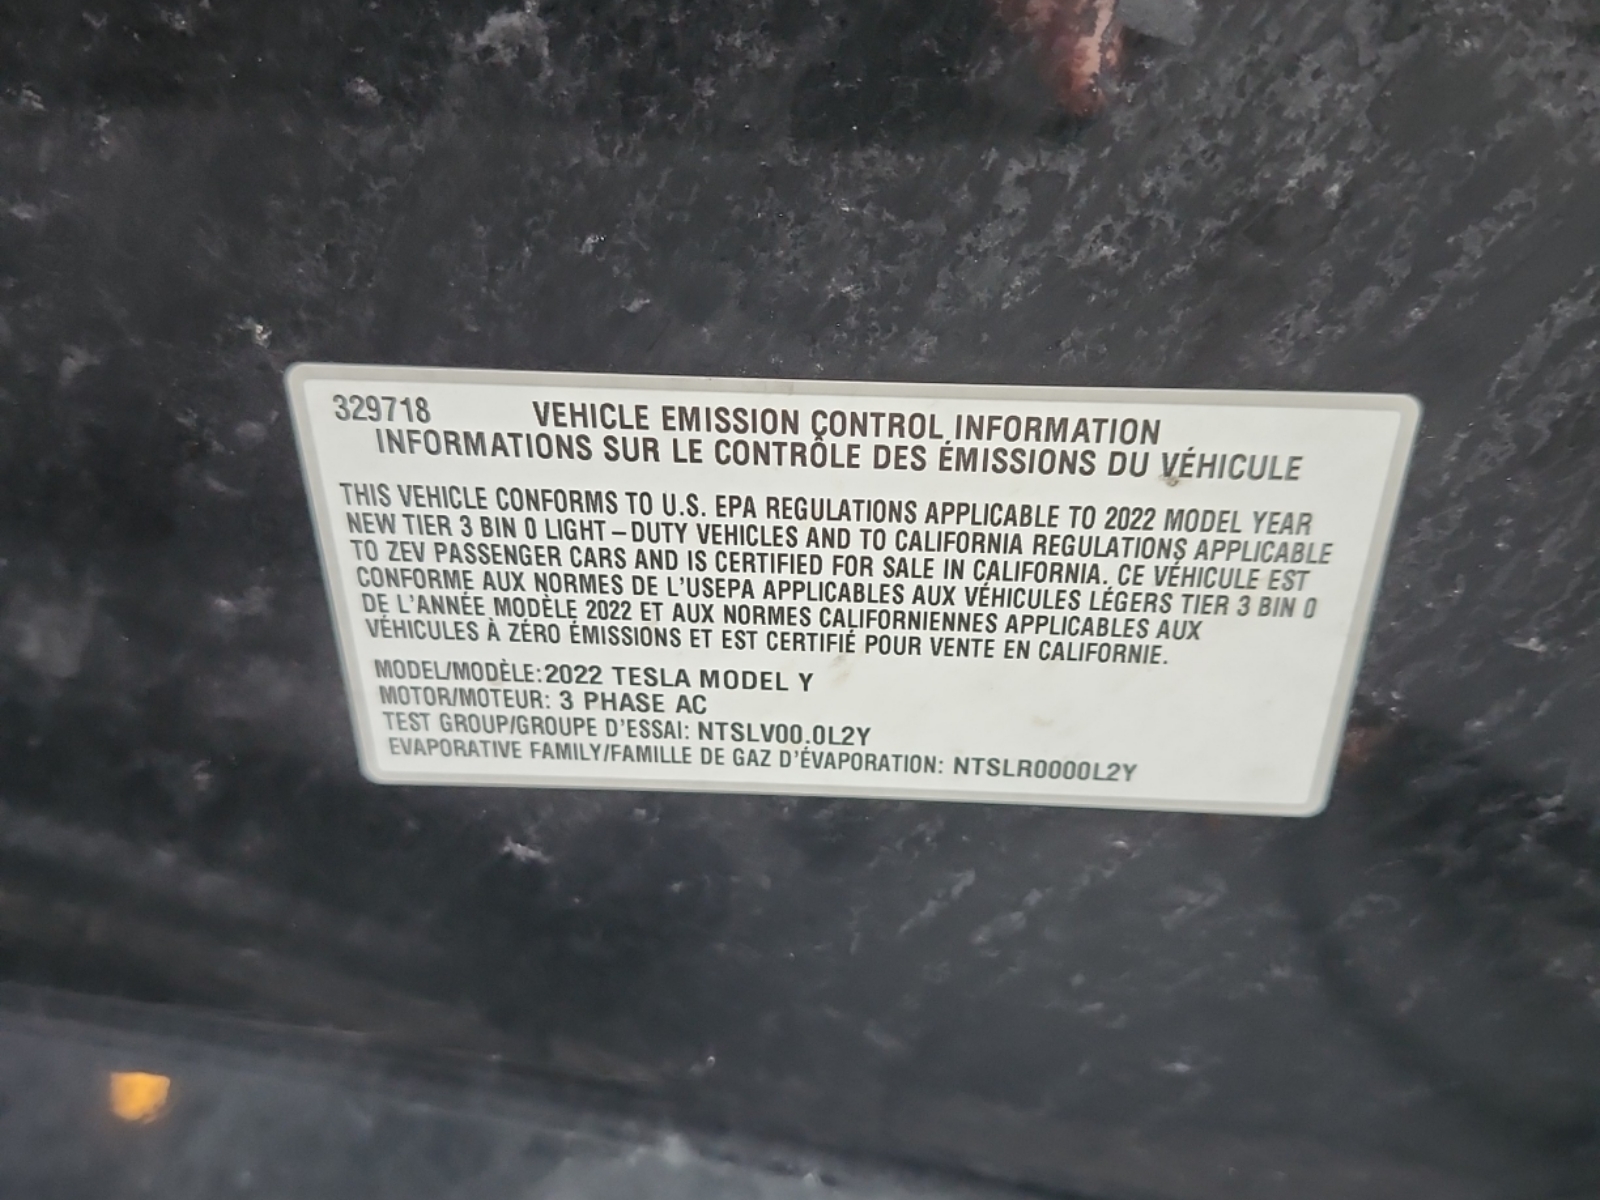 329718
VEHICLE EMISSION CONTROL INFORMATION
INFORMATIONS SUR LE CONTRÔLE DES ÉMISSIONS DU VÉHICULE
THIS VEHICLE CONFORMS TO U.S. EPA REGULATIONS APPLICABLE TO 2022 MODEL YEAR
NEW TIER 3 BIN 0 LIGHT–DUTY VEHICLES AND TO CALIFORNIA REGULATIONS APPLICABLE
TO ZEV PASSENGER CARS AND IS CERTIFIED FOR SALE IN CALIFORNIA. CE VÉHICULE EST
CONFORME AUX NORMES DE L'USEPA APPLICABLES AUX VÉHICULES LÉGERS TIER 3 BIN 0
DE L'ANNÉE MODÈLE 2022 ET AUX NORMES CALIFORNIENNES APPLICABLES AUX
VÉHICULES À ZÉRO ÉMISSIONS ET EST CERTIFIÉ POUR VENTE EN CALIFORNIE.
MODEL/MODÈLE:2022 TESLA MODEL Y
MOTOR/MOTEUR: 3 PHASE AC
TEST GROUP/GROUPE D'ESSAI: NTSLV00.0L2Y
EVAPORATIVE FAMILY/FAMILLE DE GAZ D'ÉVAPORATION: NTSLR0000L2Y